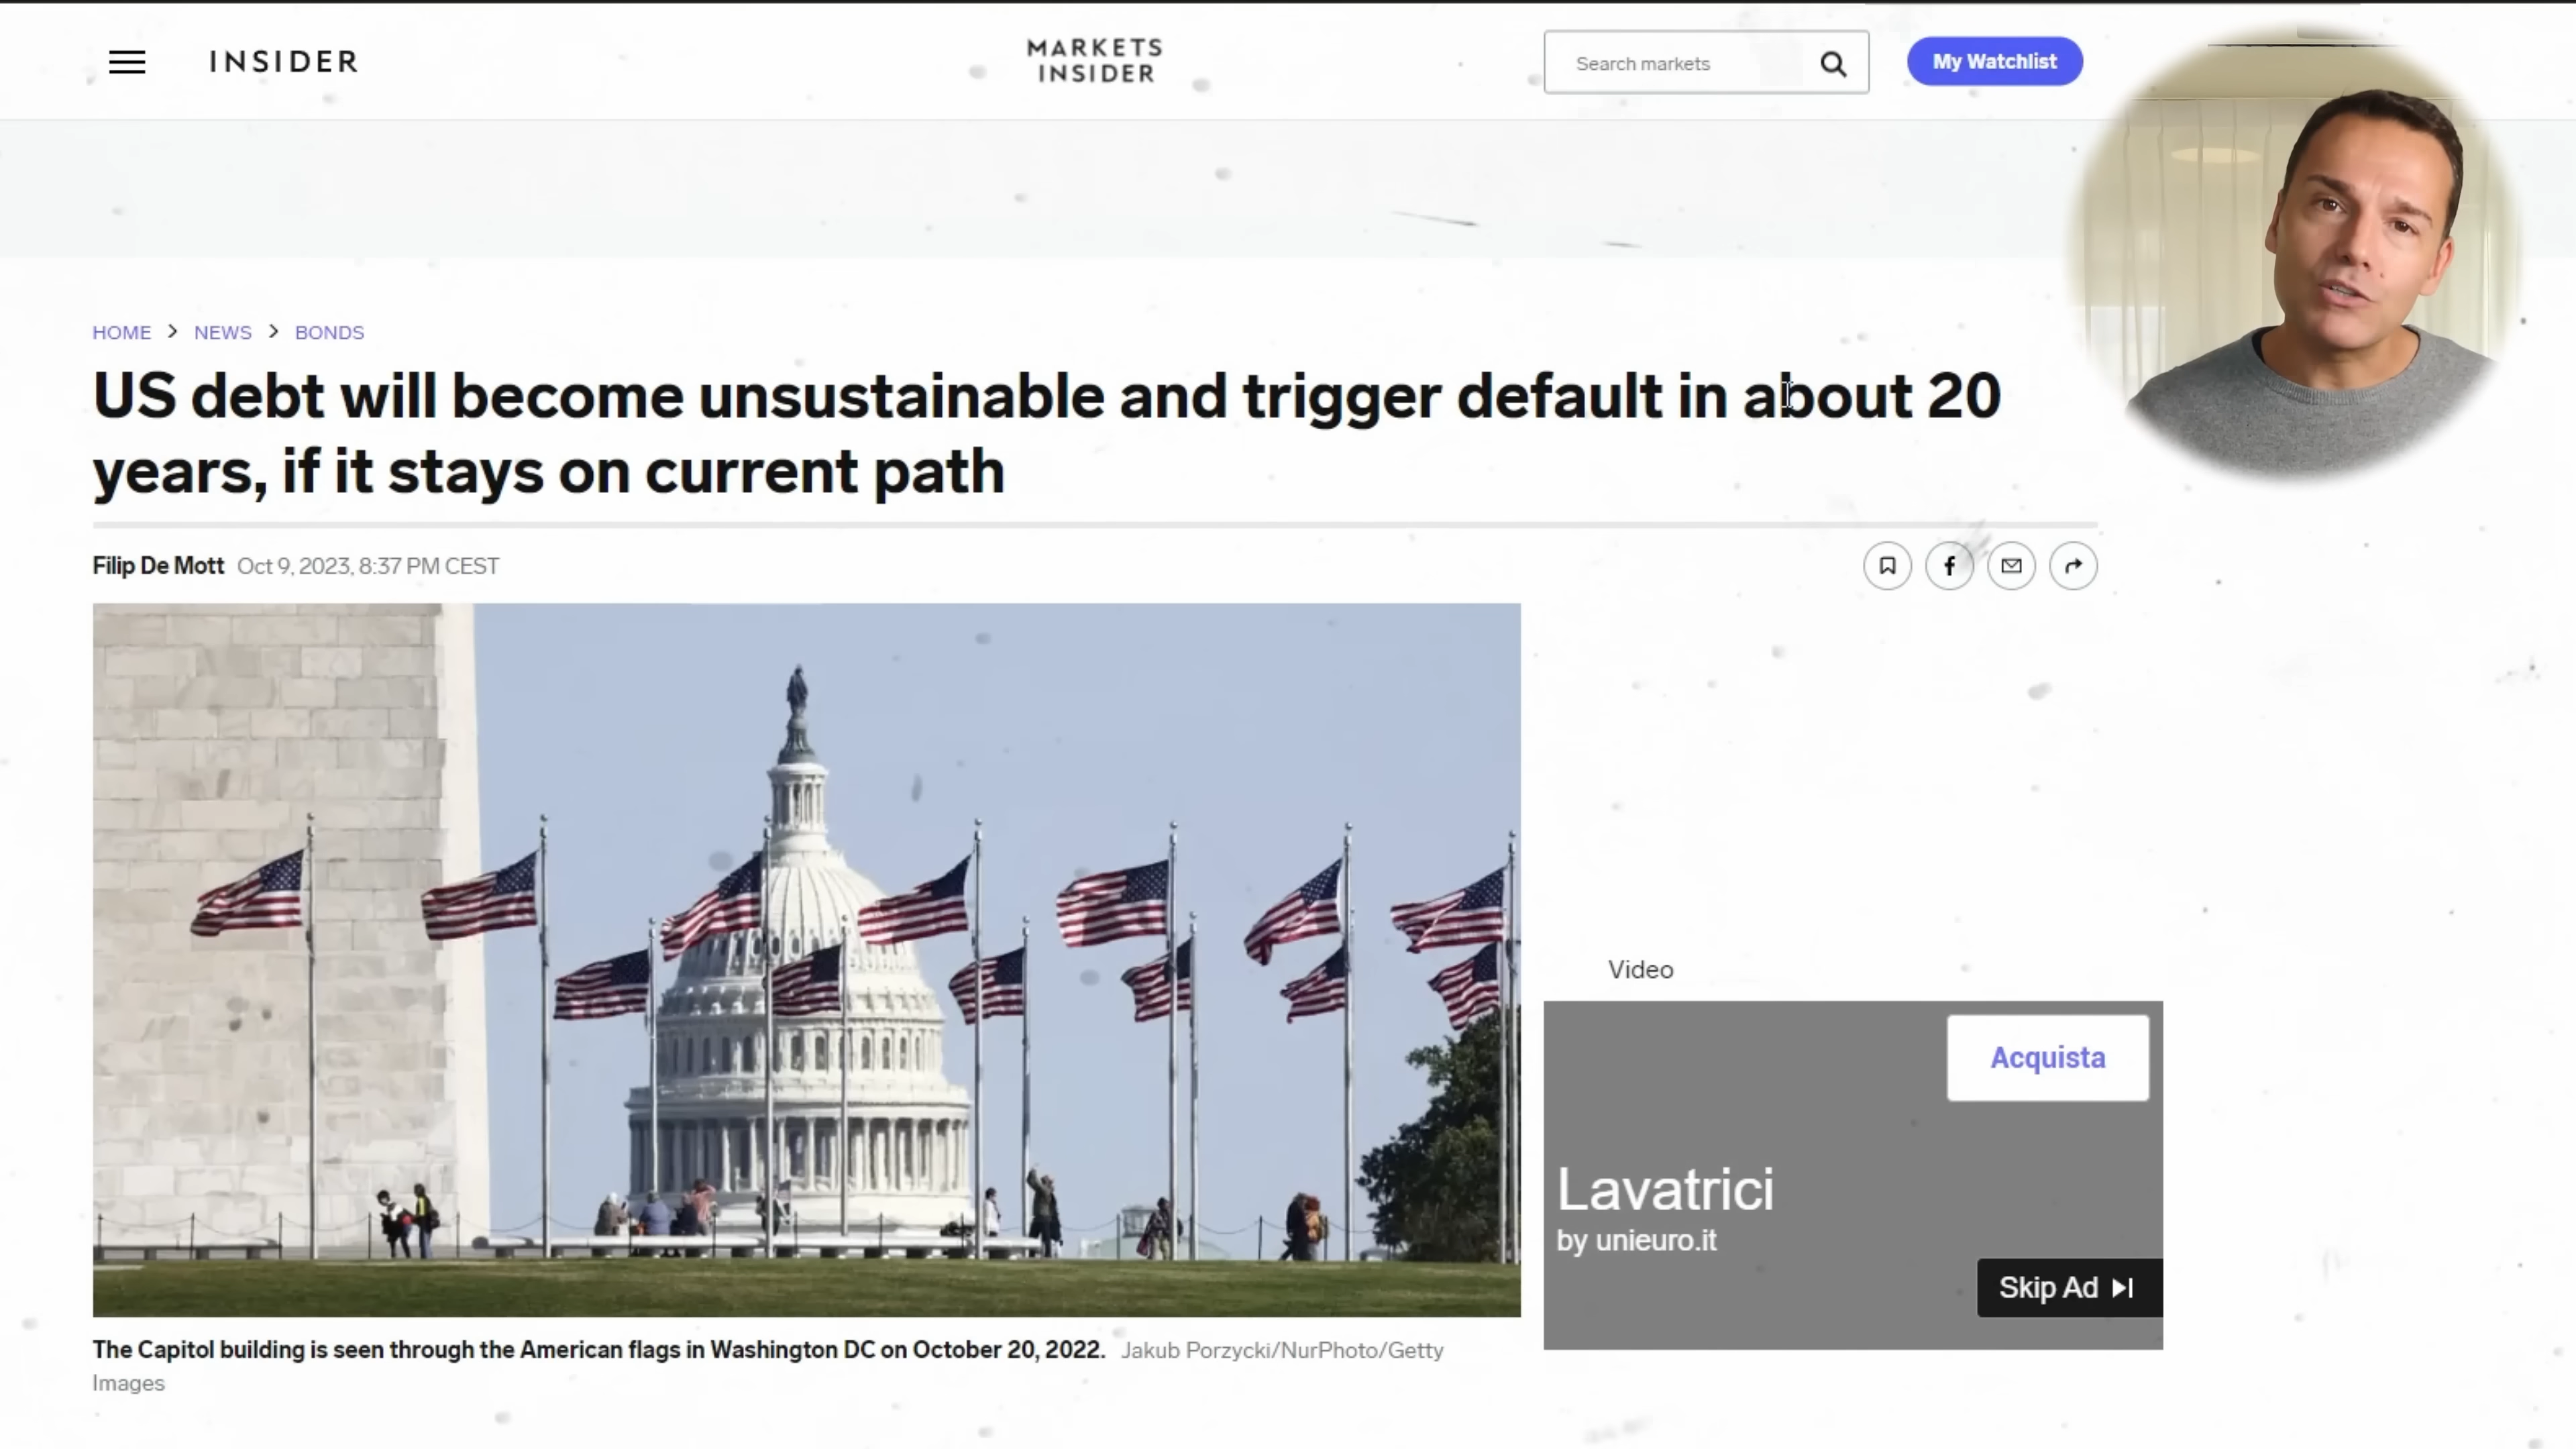 INSIDER
MARKETS
INSIDER
Search markets
My Watchlist
HOME > NEWS > BONDS
US debt will become unsustainable and trigger default in about 20
years, if it stays on current path
Filip De Mott Oct 9, 2023, 8:37 PM CEST
Video
Acquista
Lavatrici
by unieuro.it
Skip Ad
The Capitol building is seen through the American flags in Washington DC on October 20, 2022. Jakub Porzycki/NurPhoto/Getty
Images